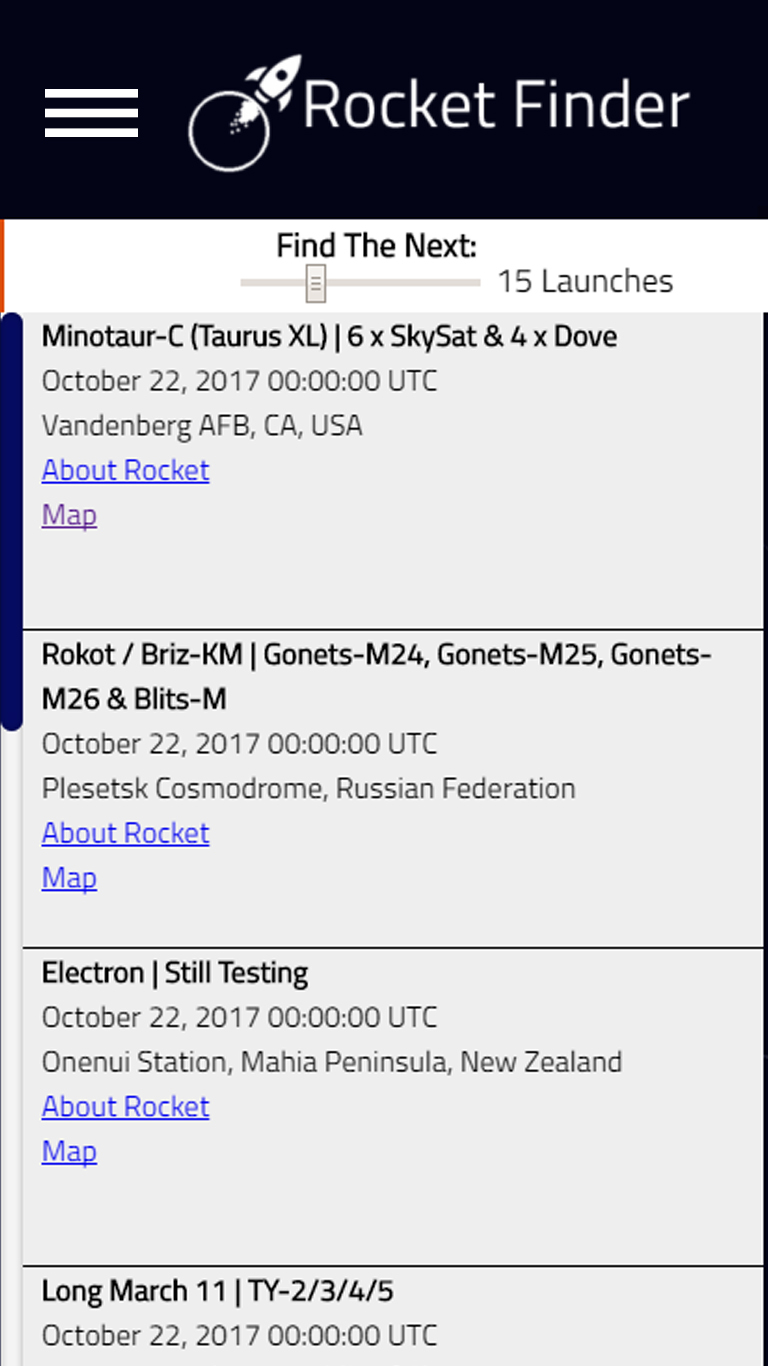 Rocket Finder
Find The Next:
15 Launches
Minotaur-C (Taurus XL) | 6 x SkySat & 4 x Dove
October 22, 2017 00:00:00 UTC
Vandenberg AFB, CA, USA
About Rocket
Map
Rokot / Briz-KM | Gonets-M24, Gonets-M25, Gonets-
M26 & Blits-M
October 22, 2017 00:00:00 UTC
Plesetsk Cosmodrome, Russian Federation
About Rocket
Map
Electron | Still Testing
October 22, 2017 00:00:00 UTC
Onenui Station, Mahia Peninsula, New Zealand
About Rocket
Map
Long March 11 | TY-2/3/4/5
October 22, 2017 00:00:00 UTC